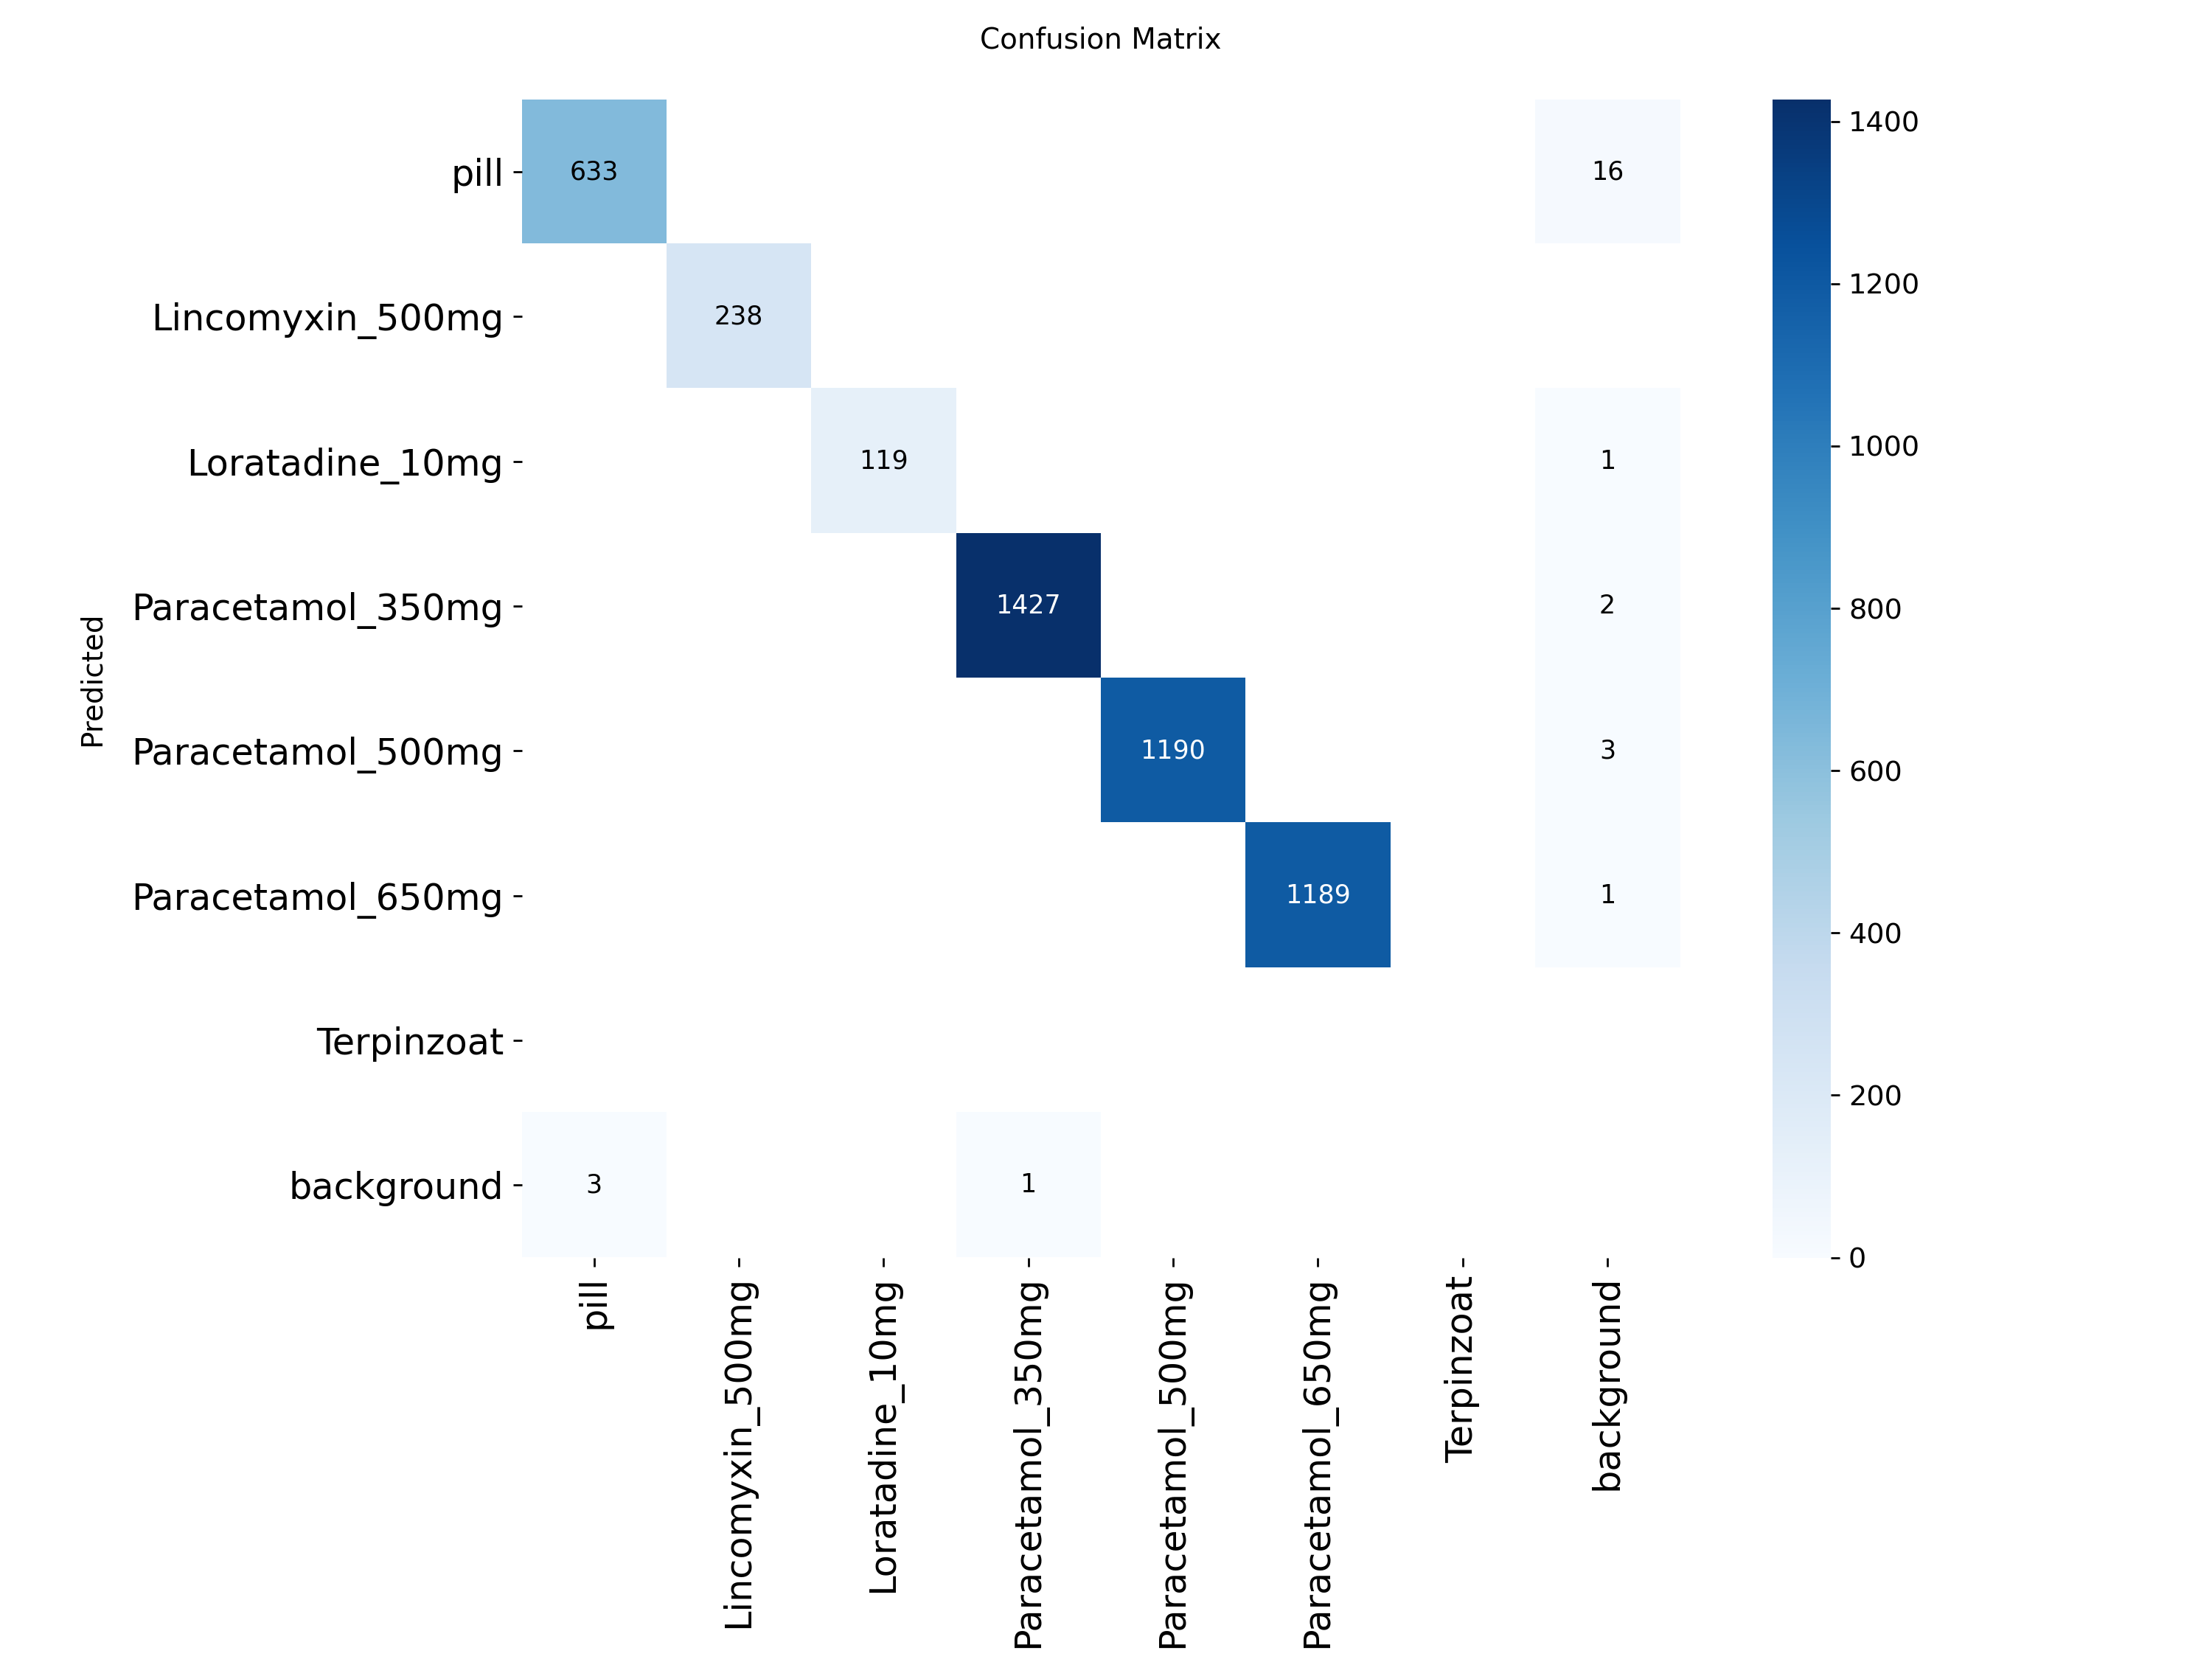 Confusion Matrix
pill
633
16
Lincomyxin_500mg
238
Loratadine_10mg
119
1
Paracetamol_350mg
1427
2
Paracetamol_500mg
1190
3
Paracetamol_650mg
1189
1
Terpinzoat
background
3
1
Predicted
pill
Lincomyxin_500mg
Loratadine_10mg
Paracetamol_350mg
Paracetamol_500mg
Paracetamol_650mg
Terpinzoat
background
1400
1200
1000
800
600
400
200
0